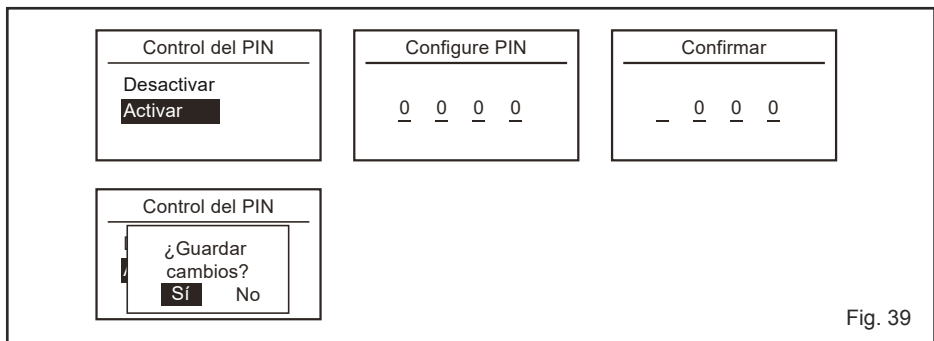 Control del PIN
Desactivar
Activar
Configure PIN
0 0 0 0
Confirmar
_ 0 0 0
Control del PIN
¿Guardar
cambios?
Sí No
Fig. 39